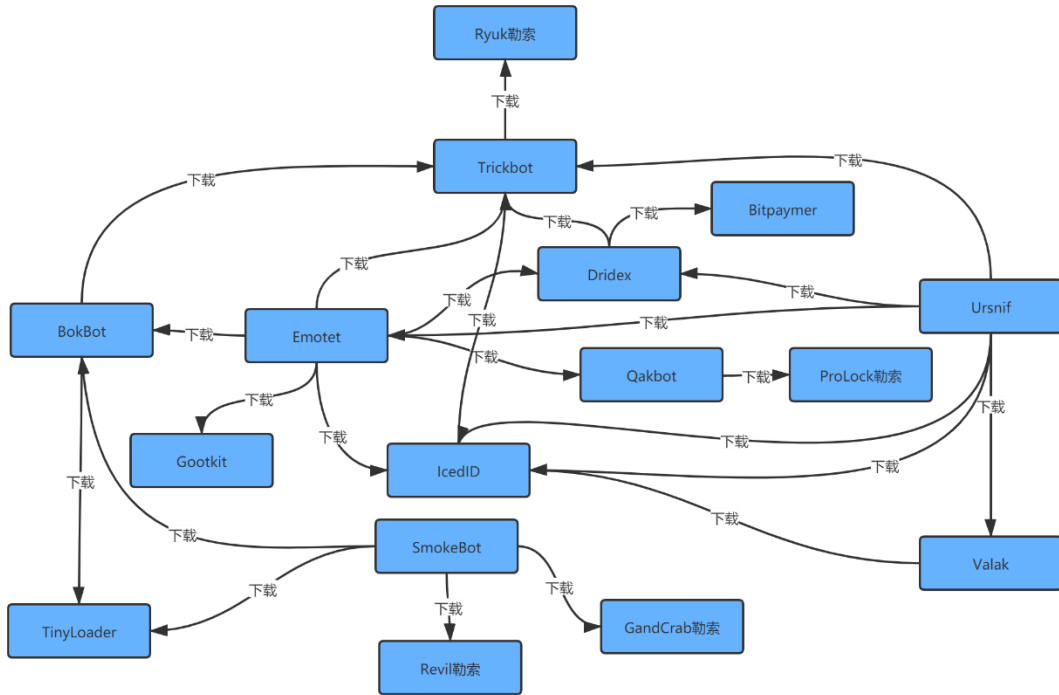 Ryuk勒索
下载
Trickbot
下载
下载
Bitpaymer
下载
下载
下载
Dridex
下载
下载
Ursnif
BokBot
下载
Emotet
下载
下载
下载
Qakbot
下载
ProLock勒索
下载
下载
下载
下载
Gootkit
IcedID
下载
下载
下载
SmokeBot
下载
Valak
下载
下载
下载
TinyLoader
GandCrab勒索
Revil勒索